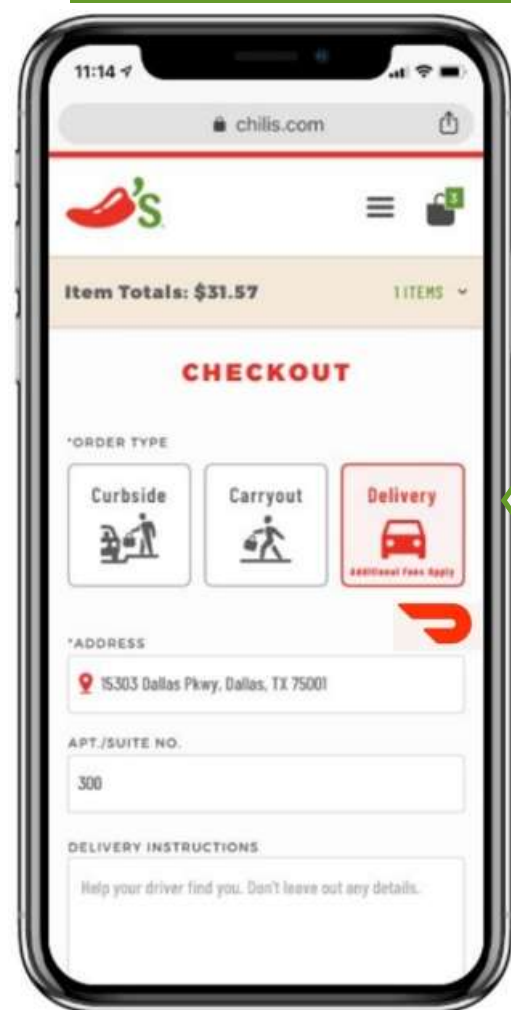 11:14
chilis.com
's
3
Item Totals: $31.57
1 ITEMS
CHECKOUT
*ORDER TYPE
Curbside
Carryout
Delivery
Additional Fees Apply
*ADDRESS
15303 Dallas Pkwy, Dallas, TX 75001
APT./SUITE NO.
300
DELIVERY INSTRUCTIONS
Help your driver find you. Don't leave out any details.